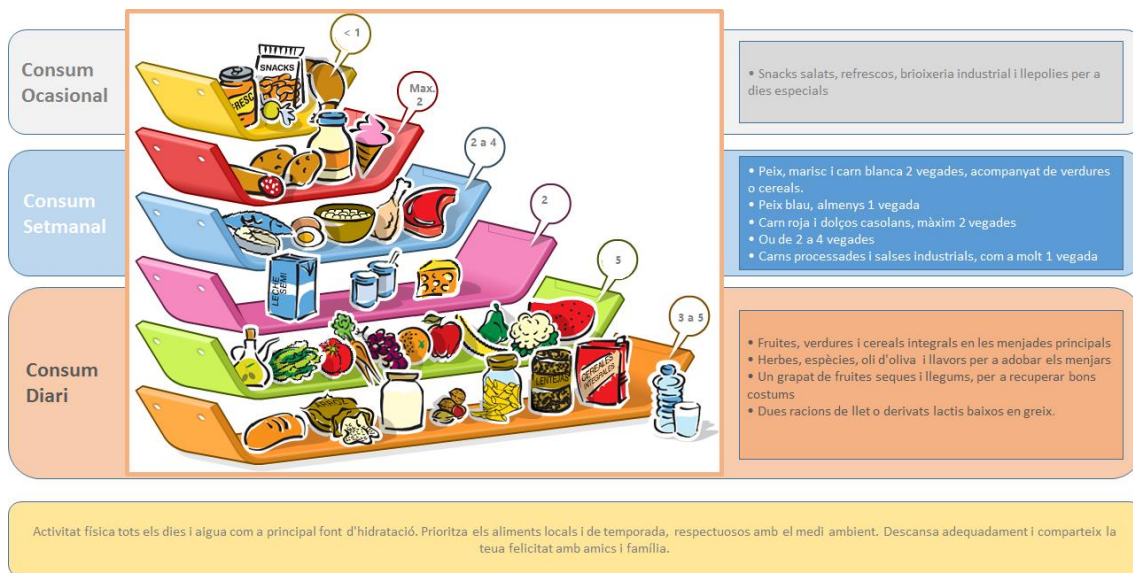 Consum
Ocasional
< 1
SNACKS
FRESC
Max.
2
2 a 4
2
LECHE
SEMI
5
3 a 5
LENTEJAS
CEREALES
INTEGRALES
• Snacks salats, refrescos, brioixeria industrial i llepolies per a
dies especials
Consum
Setmanal
• Peix, marisc i carn blanca 2 vegades, acompanyat de verdures
o cereals.
• Peix blau, almenys 1 vegada
• Carn roja i dolços casolans, màxim 2 vegades
• Ou de 2 a 4 vegades
• Carns processades i salses industrials, com a molt 1 vegada
Consum
Diari
• Fruites, verdures i cereals integrals en les menjades principals
• Herbes, espècies, oli d'oliva i llavors per a adobar els menjars
• Un grapat de fruites seques i llegums, per a recuperar bons
costums
• Dues racions de llet o derivats lactis baixos en greix.
Activitat física tots els dies i aigua com a principal font d'hidratació. Prioritza els aliments locals i de temporada, respectuosos amb el medi ambient. Descansa adequadament i comparteix la
teua felicitat amb amics i família.